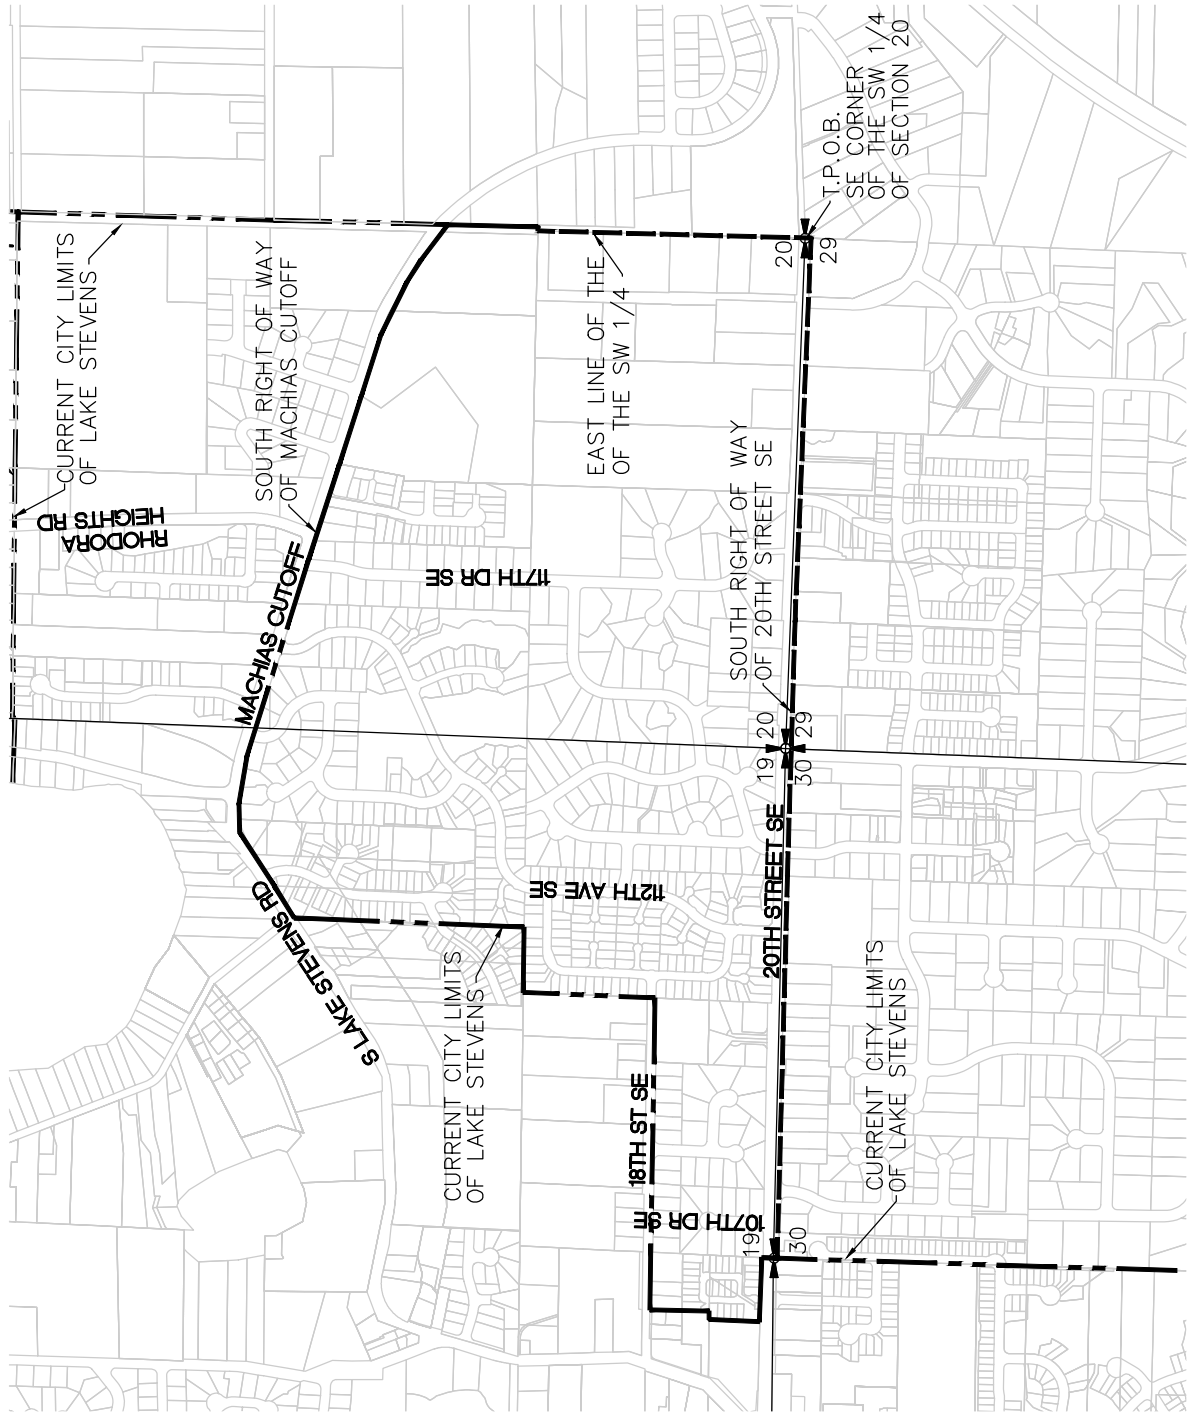 CURRENT CITY LIMITS
OF LAKE STEVENS
RHODORA
HEIGHTS RD
SOUTH RIGHT OF WAY
OF MACHIAS CUTOFF
MACHIAS CUTOFF
S LAKE STEVENS RD
117TH DR SE
EAST LINE OF THE
OF THE SW 1/4
T.P.O.B.
SE CORNER
OF THE SW 1/4
OF SECTION 20
20
29
SOUTH RIGHT OF WAY
OF 20TH STREET SE
19 20
30 29
20TH STREET SE
112TH AVE SE
CURRENT CITY LIMITS
OF LAKE STEVENS
18TH ST SE
107TH DR SE
19
30
CURRENT CITY LIMITS
OF LAKE STEVENS